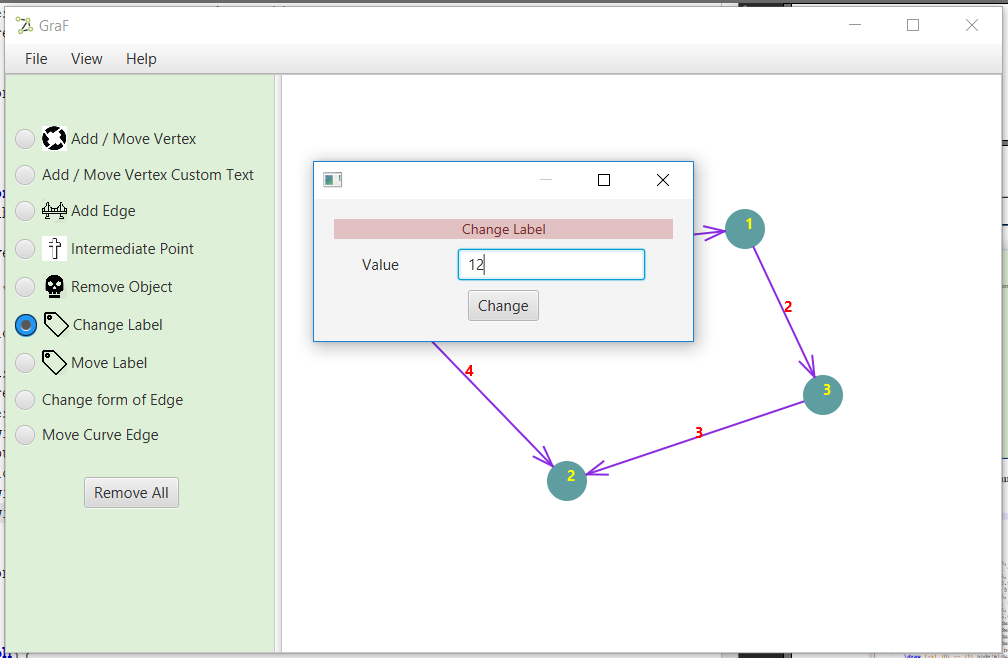 GraF
File View Help
Add / Move Vertex
Add / Move Vertex Custom Text
Add Edge
Intermediate Point
Remove Object
Change Label
Move Label
Change form of Edge
Move Curve Edge
Remove All
Change Label
Value 12
Change
1
2
3
4
3
2